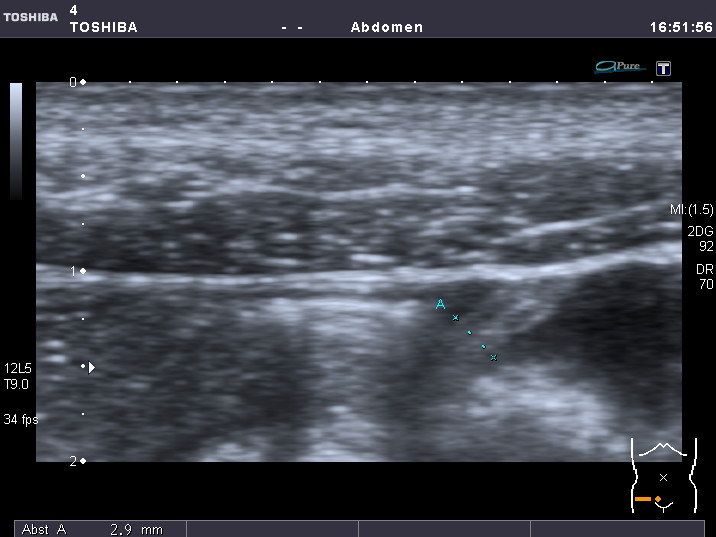 TOSHIBA
4
TOSHIBA - - Abdomen 16:51:56
aPure T
0
MI:(1.5)
2DG
92
DR
70
1
A
12L5
T9.0
34 fps
2
Abst A 2.9 mm